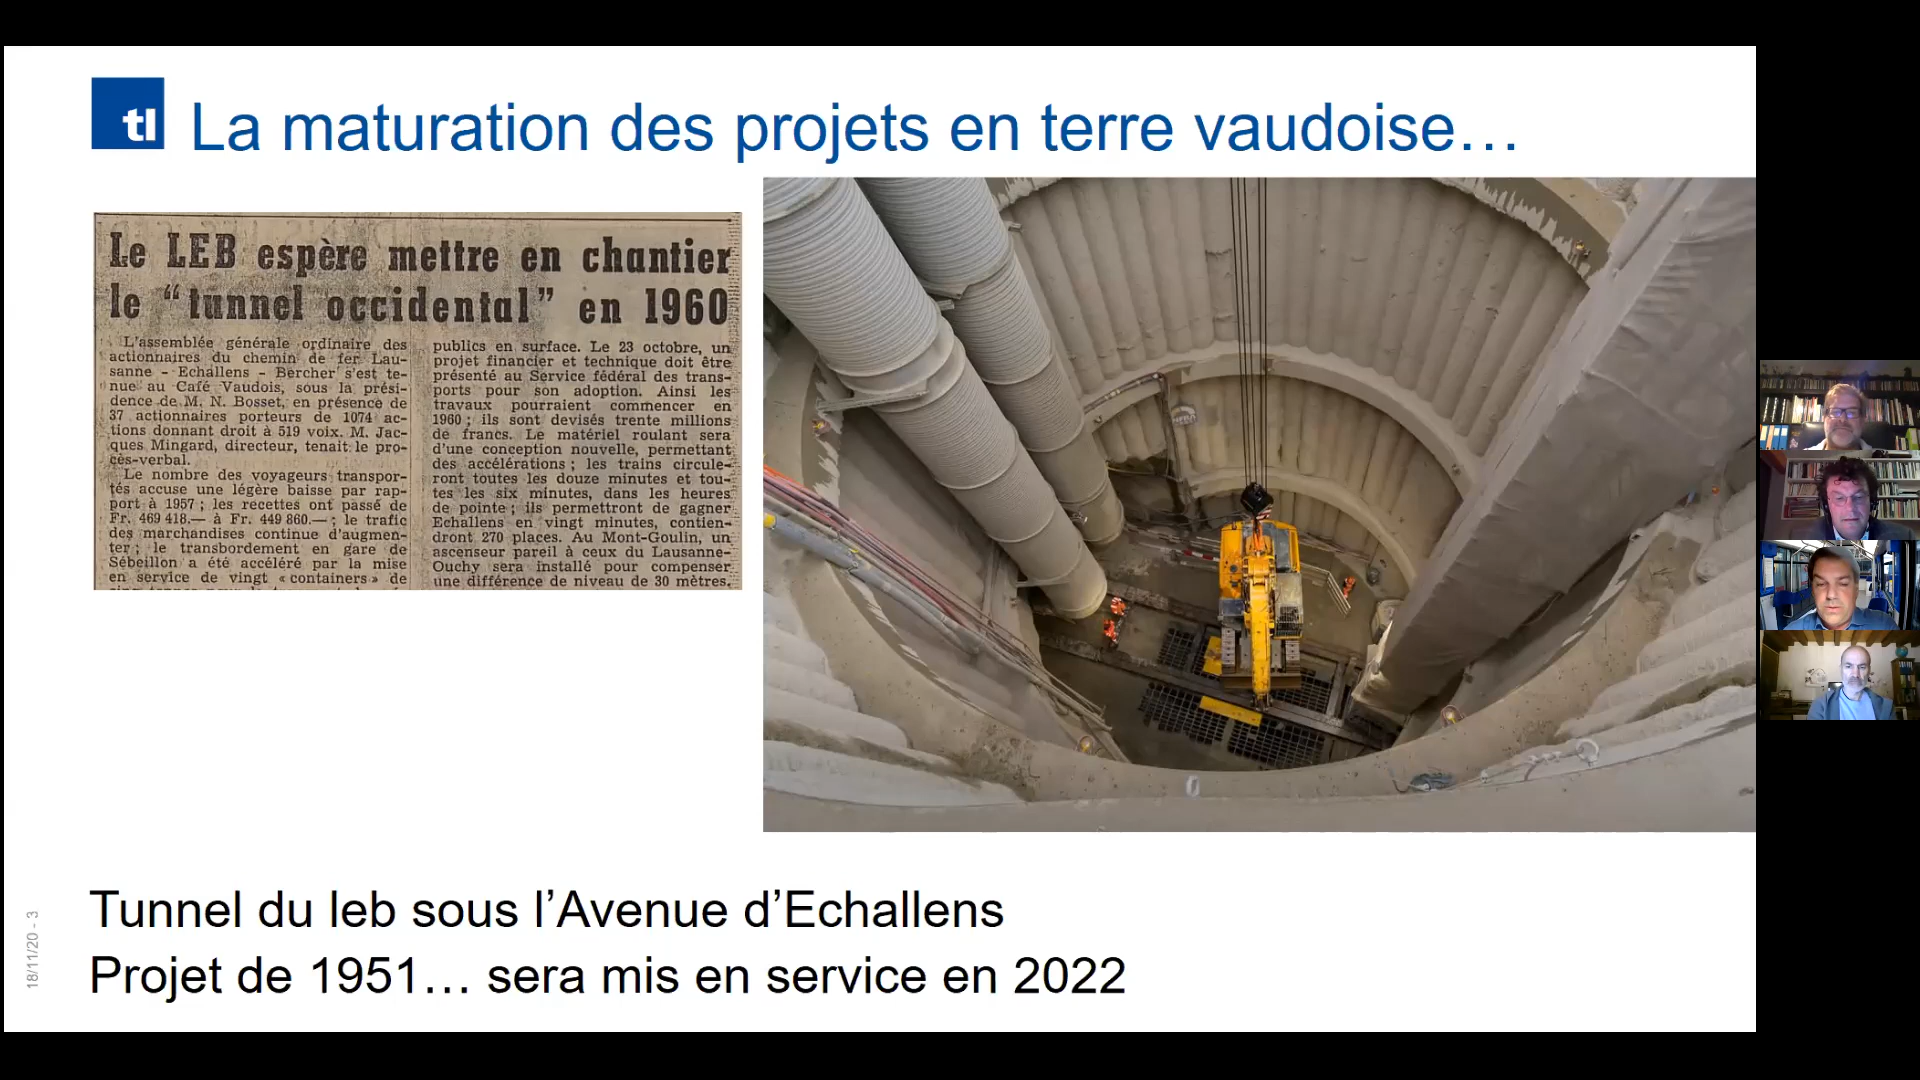 tl
La maturation des projets en terre vaudoise…
Le LEB espère mettre en chantier
le “tunnel occidental” en 1960
L'assemblée générale ordinaire des
actionnaires du chemin de fer Lau-
sanne - Echallens - Bercher s'est te-
nue au Café Vaudois, sous la prési-
dence de M. N. Bosset, en présence de
37 actionnaires porteurs de 1074 ac-
tions donnant droit à 519 voix. M. Jac-
ques Mingard, directeur, tenait le pro-
cès-verbal.
Le nombre des voyageurs transpor-
tés accuse une légère baisse par rap-
port à 1957 ; les recettes ont passé de
Fr. 469 418.— à Fr. 449 860.— ; le trafic
des marchandises continue d'augmen-
ter ; le transbordement en gare de
Sébeillon a été accéléré par la mise
en service de vingt « containers » de
publics en surface. Le 23 octobre, un
projet financier et technique doit être
présenté au Service fédéral des trans-
ports pour son adoption. Ainsi les
travaux pourraient commencer en
1960 ; ils sont devisés trente millions
de francs. Le matériel roulant sera
d'une conception nouvelle, permettant
des accélérations ; les trains circule-
ront toutes les douze minutes et tou-
tes les six minutes, dans les heures
de pointe ; ils permettront de gagner
Echallens en vingt minutes, contien-
dront 270 places. Au Mont-Goulin, un
ascenseur pareil à ceux du Lausanne-
Ouchy sera installé pour compenser
une différence de niveau de 30 mètres.
Tunnel du leb sous l’Avenue d’Echallens
Projet de 1951… sera mis en service en 2022
18/11/20 - 3